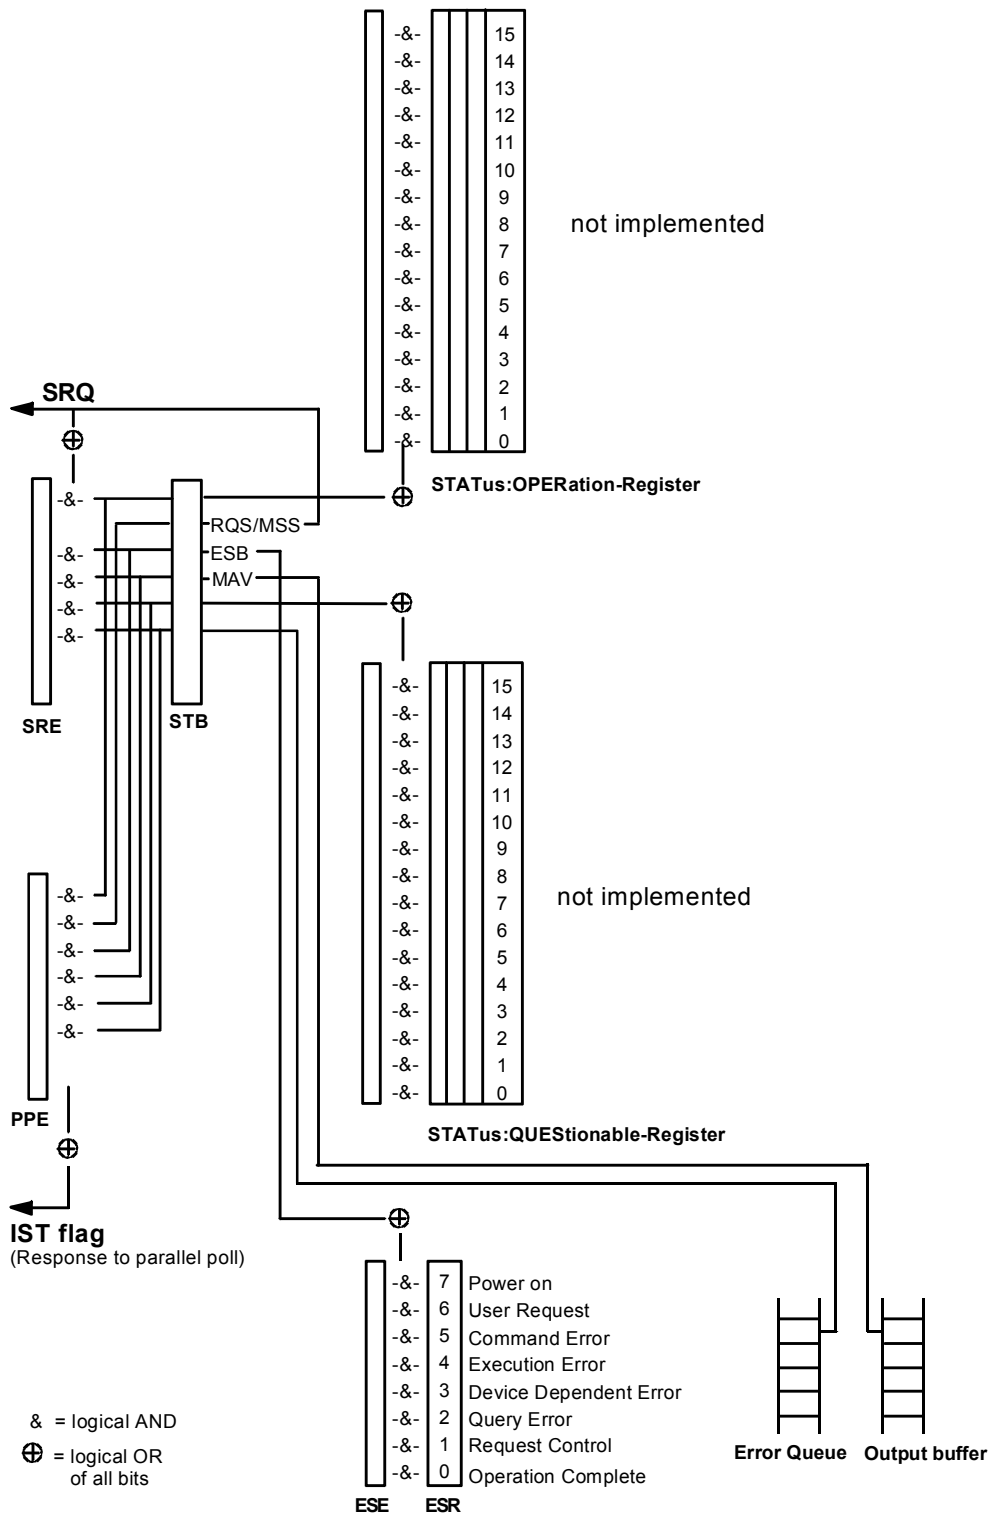 -&- 15
-&- 14
-&- 13
-&- 12
-&- 11
-&- 10
-&- 9
-&- 8
not implemented
-&- 7
-&- 6
-&- 5
-&- 4
-&- 3
-&- 2
-&- 1
-&- 0
STATus:OPERation-Register
SRQ
-&-
-&-
-&-
-&-
-&-
RQS/MSS
ESB
MAV
SRE
STB
-&- 15
-&- 14
-&- 13
-&- 12
-&- 11
-&- 10
-&- 9
-&- 8
-&- 7
not implemented
-&- 6
-&- 5
-&- 4
-&- 3
-&- 2
-&- 1
-&- 0
STATus:QUEStionable-Register
-&-
-&-
-&-
-&-
-&-
-&-
PPE
IST flag
(Response to parallel poll)
-&- 7 Power on
-&- 6 User Request
-&- 5 Command Error
-&- 4 Execution Error
-&- 3 Device Dependent Error
-&- 2 Query Error
-&- 1 Request Control
-&- 0 Operation Complete
ESE ESR
Error Queue
Output buffer
& = logical AND
⊕ = logical OR
of all bits